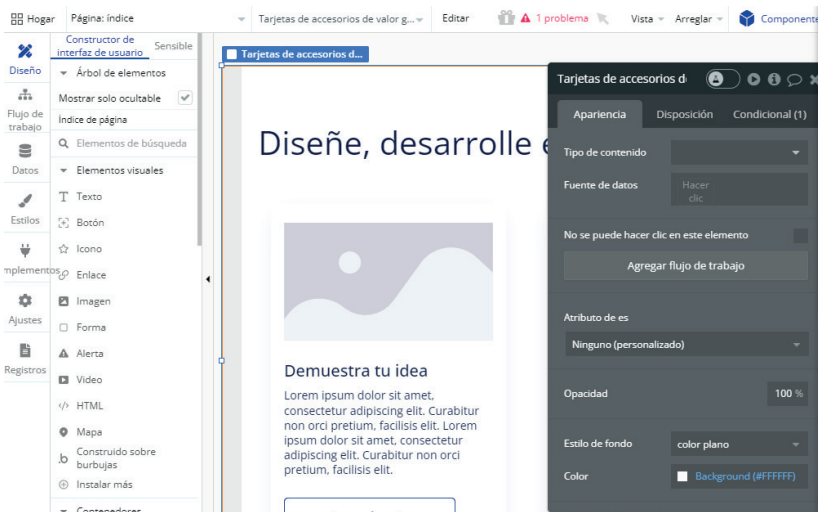 Hogar
Página: índice
Tarjetas de accesorios de valor g...
Editar
1 problema
Vista
Arreglar
Componente
Diseño
Flujo de trabajo
Datos
Estilos
mplementos
Ajustes
Registros
Constructor de
interfaz de usuario
Sensible
Árbol de elementos
Mostrar solo ocultable
Índice de página
Elementos de búsqueda
Elementos visuales
Texto
Botón
Icono
Enlace
Imagen
Forma
Alerta
Video
HTML
Mapa
Construido sobre
burbujas
Instalar más
Contenedores
Tarjetas de accesorios d...
Diseñe, desarrolle e
Demuestra tu idea
Lorem ipsum dolor sit amet,
consectetur adipiscing elit. Curabitur
non orci pretium, facilisis elit. Lorem
ipsum dolor sit amet, consectetur
adipiscing elit. Curabitur non orci
pretium, facilisis elit.
Tarjetas de accesorios de
Apariencia
Disposición
Condicional (1)
Tipo de contenido
Fuente de datos
Hacer
clic
No se puede hacer clic en este elemento
Agregar flujo de trabajo
Atributo de es
Ninguno (personalizado)
Opacidad
100 %
Estilo de fondo
color plano
Color
Background (#FFFFFF)